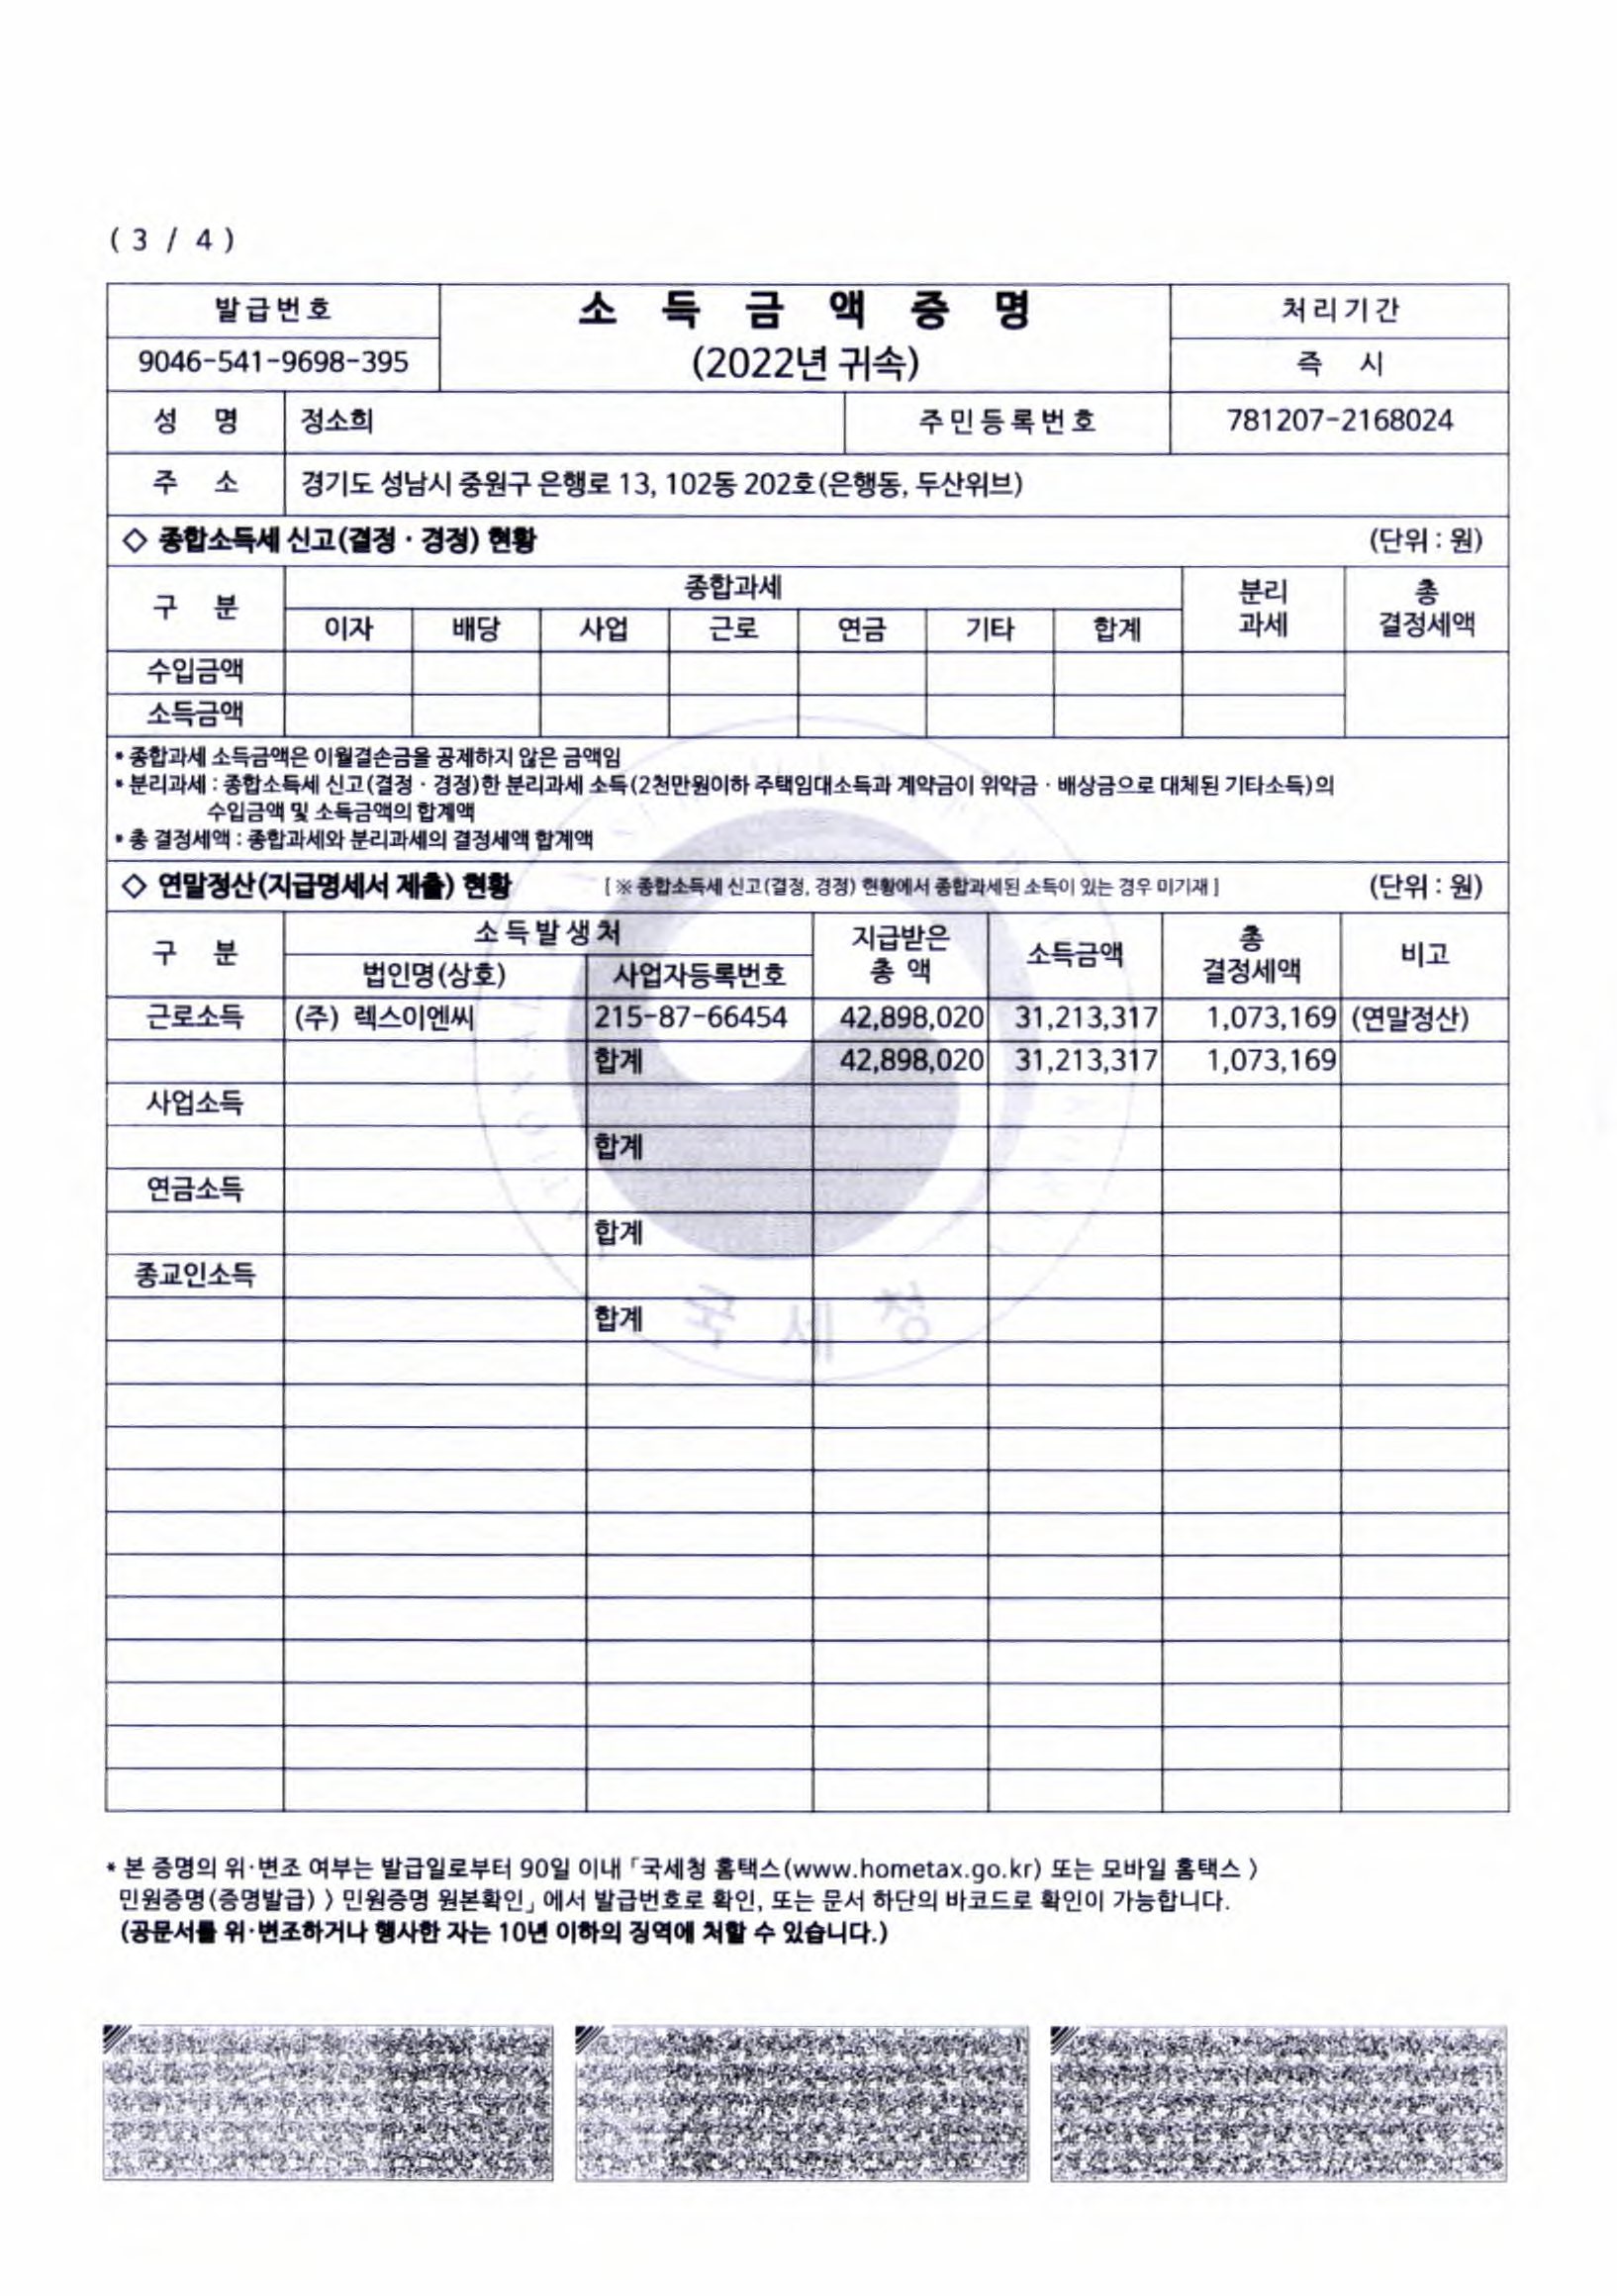 ( 3 / 4 )
발급번호
소 득 금 액 증 명
처리기간
9046-541-9698-395
(2022년 귀속)
즉 시
성 명 정소희 주민등록번호 781207-2168024
주 소 경기도 성남시 중원구 은행로 13, 102동 202호(은행동, 두산위브)
◇ 종합소득세 신고(결정 · 경정) 현황 (단위 : 원)
구 분 종합과세 분리과세 총결정세액
이자 배당 사업 근로 연금 기타 합계
수입금액
소득금액
* 종합과세 소득금액은 이월결손금을 공제하지 않은 금액임
* 분리과세 : 종합소득세 신고(결정 · 경정)한 분리과세 소득(2천만원이하 주택임대소득과 계약금이 위약금 · 배상금으로 대체된 기타소득)의
수입금액 및 소득금액의 합계액
* 총 결정세액 : 종합과세와 분리과세의 결정세액 합계액
◇ 연말정산(지급명세서 제출) 현황 [ ※ 종합소득세 신고(결정, 경정) 현황에서 종합과세된 소득이 있는 경우 미기재 ] (단위 : 원)
구 분 소득발생처 지급받은 총 액 소득금액 총 결정세액 비고
법인명(상호) 사업자등록번호
근로소득 (주) 렉스이엔씨 215-87-66454 42,898,020 31,213,317 1,073,169 (연말정산)
합계 42,898,020 31,213,317 1,073,169
사업소득
합계
연금소득
합계
종교인소득
합계
국 세 청
* 본 증명의 위·변조 여부는 발급일로부터 90일 이내「국세청 홈택스(www.hometax.go.kr) 또는 모바일 홈택스 〉
민원증명(증명발급) 〉 민원증명 원본확인」에서 발급번호로 확인, 또는 문서 하단의 바코드로 확인이 가능합니다.
(공문서를 위·변조하거나 행사한 자는 10년 이하의 징역에 처할 수 있습니다.)